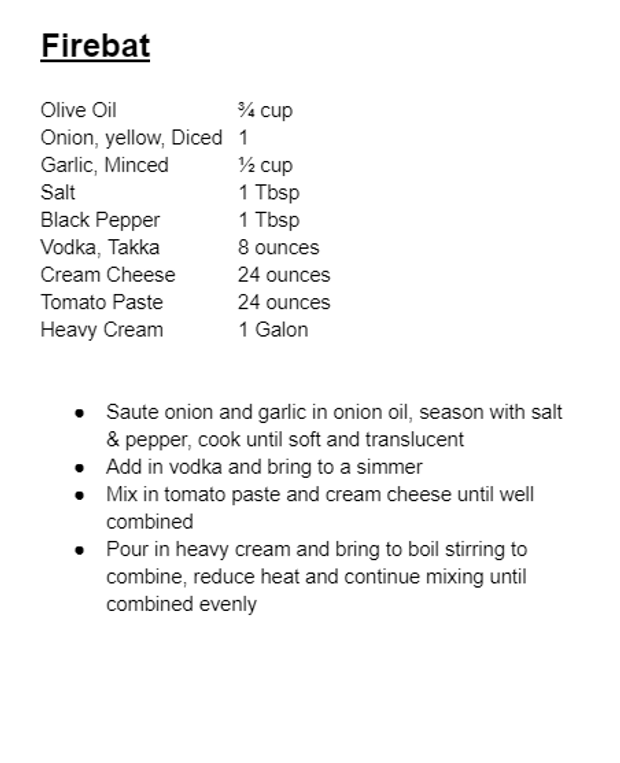 Firebat
Olive Oil ¾ cup
Onion, yellow, Diced 1
Garlic, Minced ½ cup
Salt 1 Tbsp
Black Pepper 1 Tbsp
Vodka, Takka 8 ounces
Cream Cheese 24 ounces
Tomato Paste 24 ounces
Heavy Cream 1 Galon
● Saute onion and garlic in onion oil, season with salt
& pepper, cook until soft and translucent
● Add in vodka and bring to a simmer
● Mix in tomato paste and cream cheese until well
combined
● Pour in heavy cream and bring to boil stirring to
combine, reduce heat and continue mixing until
combined evenly